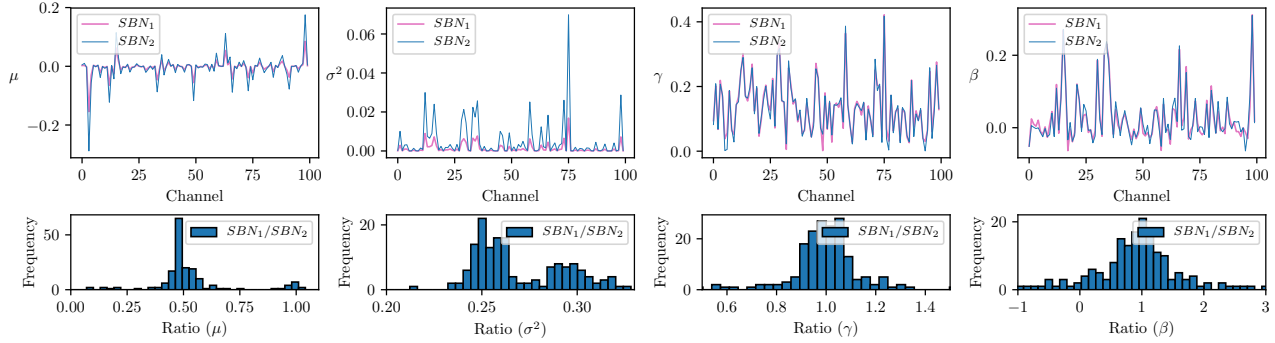 SBN₁
SBN₂
μ
0.2
0.0
−0.2
0 25 50 75 100
Channel
SBN₁
SBN₂
σ²
0.06
0.04
0.02
0.00
0 25 50 75 100
Channel
SBN₁
SBN₂
γ
0.4
0.2
0.0
0 25 50 75 100
Channel
SBN₁
SBN₂
β
0.2
0.0
0 25 50 75 100
Channel
Frequency
50
0
SBN₁/SBN₂
0.00 0.25 0.50 0.75 1.00
Ratio (μ)
Frequency
20
0
SBN₁/SBN₂
0.20 0.25 0.30
Ratio (σ²)
Frequency
20
0
SBN₁/SBN₂
0.6 0.8 1.0 1.2 1.4
Ratio (γ)
Frequency
20
0
SBN₁/SBN₂
−1 0 1 2 3
Ratio (β)